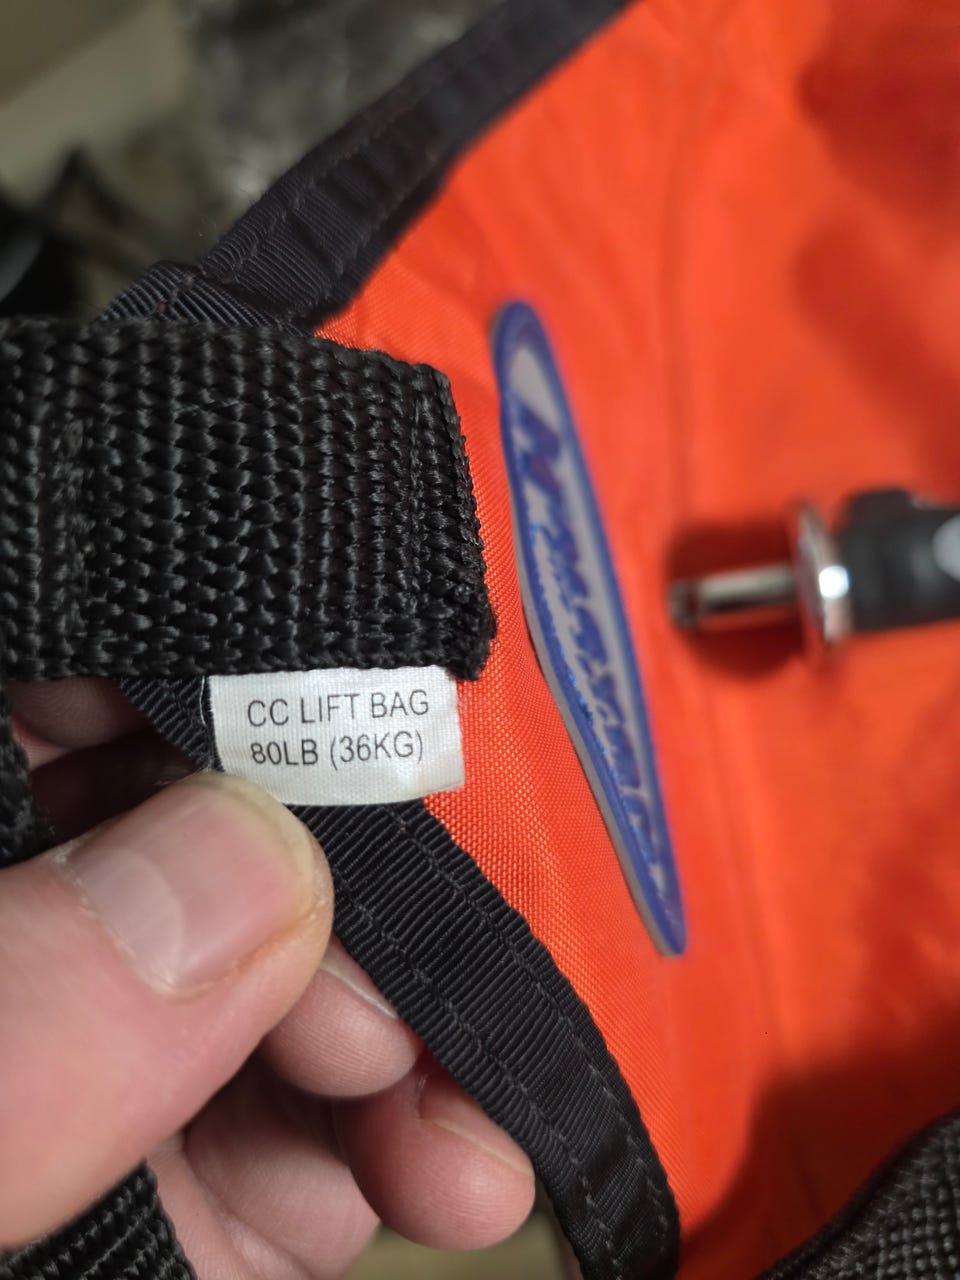 CC LIFT BAG
80LB (36KG)